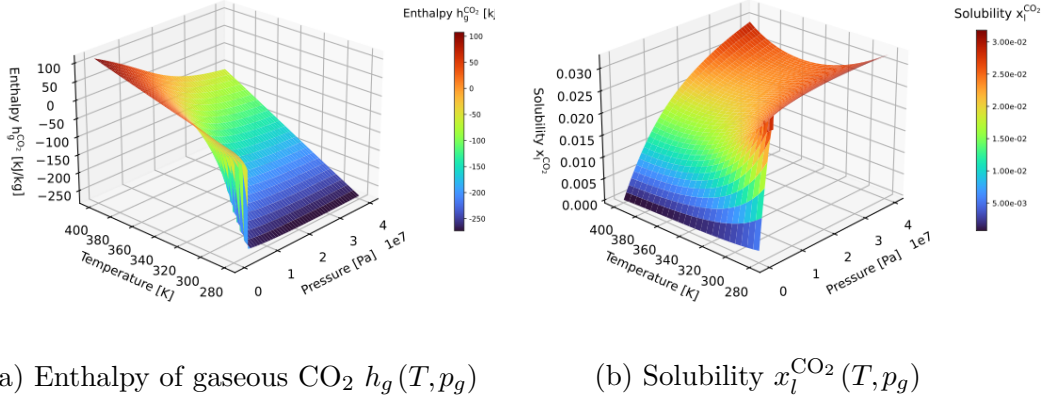 Enthalpy h_g^{CO₂} [k
100
50
0
−50
−100
−150
−200
−250
Enthalpy h_g^{CO₂} [kJ/kg]
100
50
0
-50
-100
-150
-200
-250
400
380
360
340
320
300
280
Temperature [K]
0
1
2
3
4
1e7
Pressure [Pa]
Solubility x_l^{CO₂}
0.030
0.025
0.020
0.015
0.010
0.005
0.000
Solubility x_l^{CO₂}
3.00e-02
2.50e-02
2.00e-02
1.50e-02
1.00e-02
5.00e-03
400
380
360
340
320
300
280
Temperature [K]
0
1
2
3
4
1e7
Pressure [Pa]
a) Enthalpy of gaseous CO₂ h_g (T, p_g)
(b) Solubility x_l^{CO₂} (T, p_g)